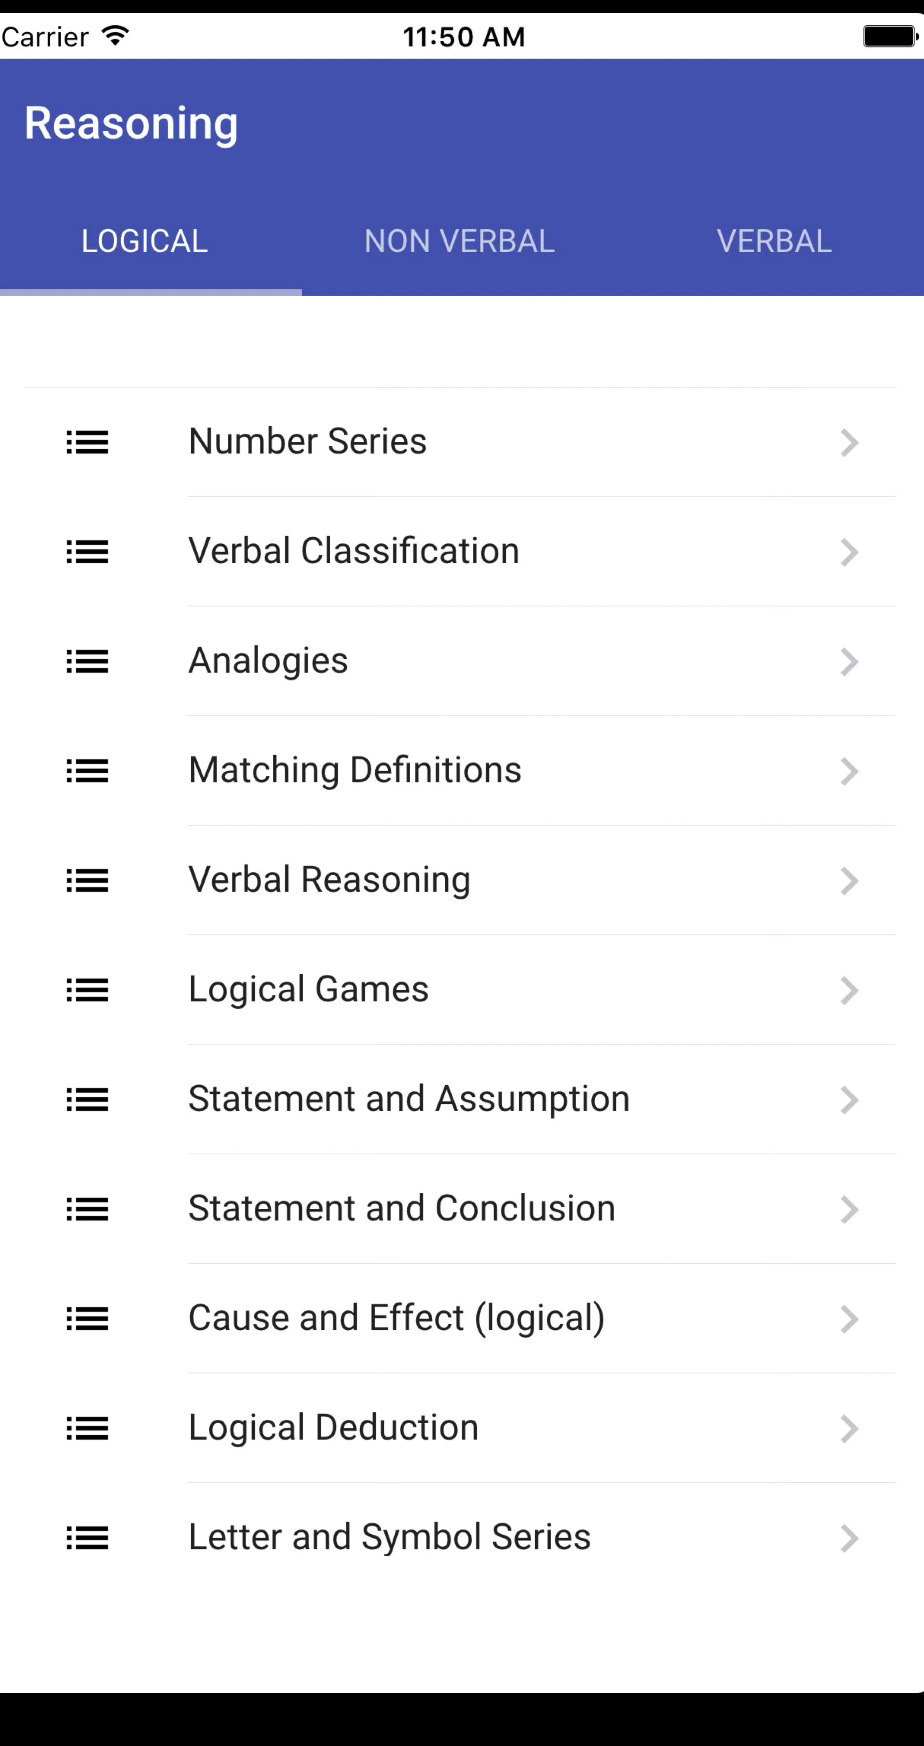 Carrier 11:50 AM
Reasoning
LOGICAL NON VERBAL VERBAL
Number Series
Verbal Classification
Analogies
Matching Definitions
Verbal Reasoning
Logical Games
Statement and Assumption
Statement and Conclusion
Cause and Effect (logical)
Logical Deduction
Letter and Symbol Series